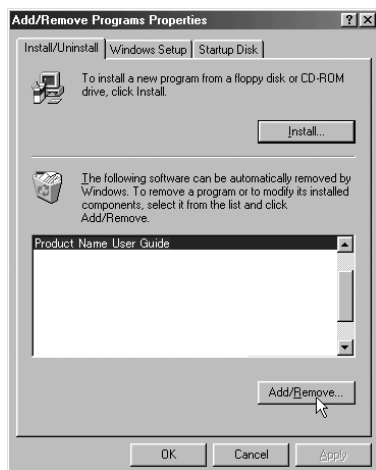 Add/Remove Programs Properties
Install/Uninstall
Windows Setup
Startup Disk
To install a new program from a floppy disk or CD-ROM
drive, click Install.
Install...
The following software can be automatically removed by
Windows. To remove a program or to modify its installed
components, select it from the list and click
Add/Remove.
Product Name User Guide
Add/Remove...
OK
Cancel
Apply